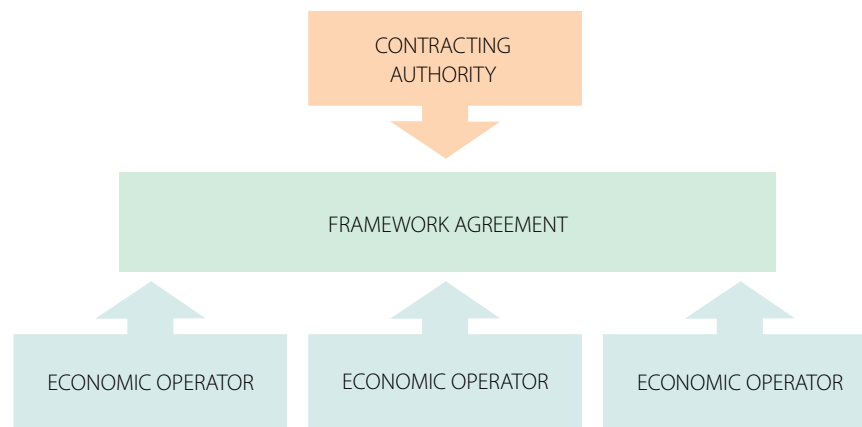 CONTRACTING
AUTHORITY
FRAMEWORK AGREEMENT
ECONOMIC OPERATOR
ECONOMIC OPERATOR
ECONOMIC OPERATOR